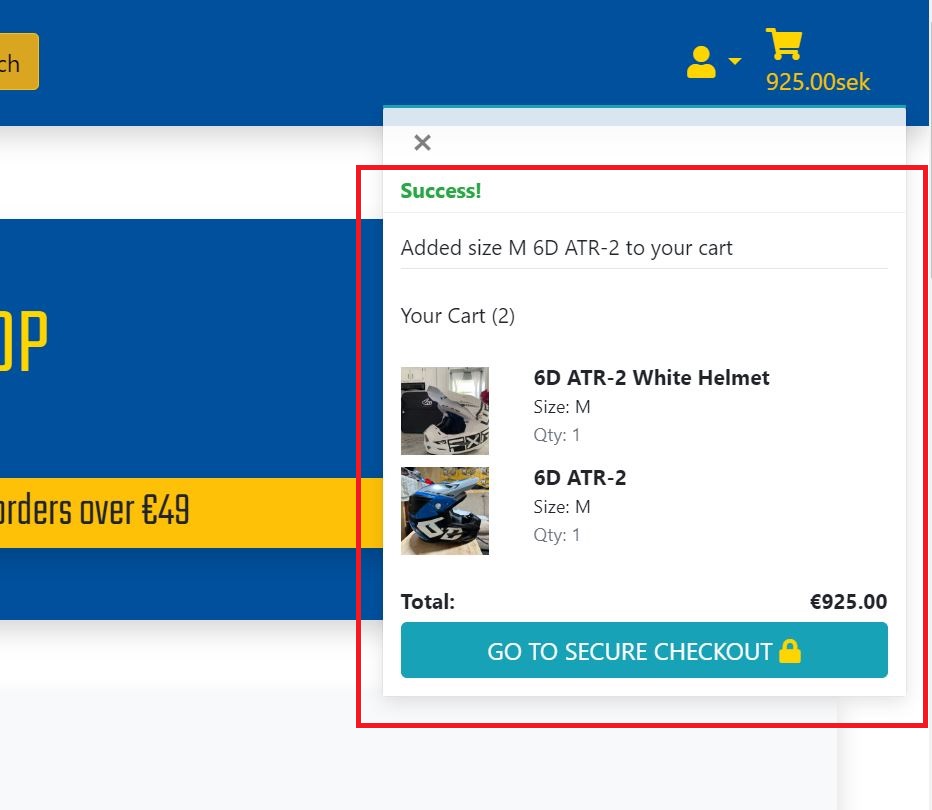 ch
925.00sek
×
Success!
Added size M 6D ATR-2 to your cart
OP
Your Cart (2)
6D ATR-2 White Helmet
Size: M
Qty: 1
6D ATR-2
Size: M
Qty: 1
orders over €49
Total: €925.00
GO TO SECURE CHECKOUT